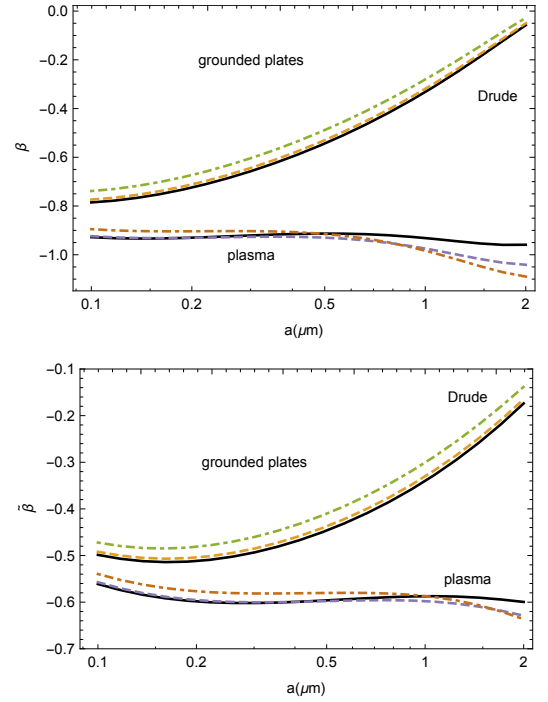 0.0
grounded plates
−0.2
Drude
−0.4
β
−0.6
−0.8
plasma
−1.0
0.1 0.2 0.5 1 2
a(μm)
−0.1
Drude
−0.2
−0.3
grounded plates
−0.4
β̃
−0.5
plasma
−0.6
−0.7
0.1 0.2 0.5 1 2
a(μm)